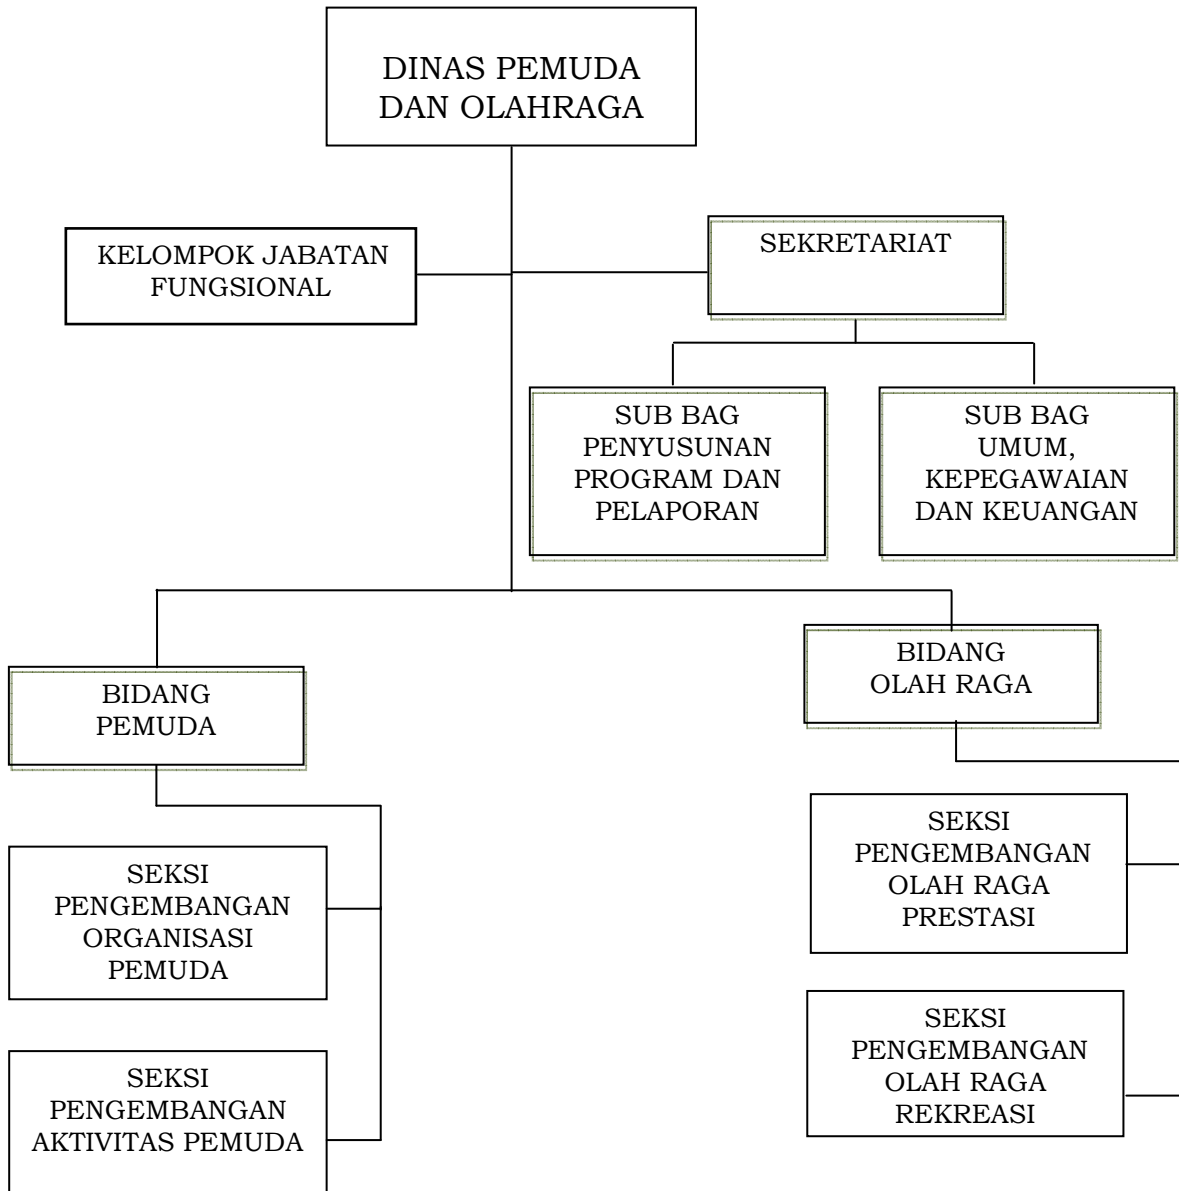 DINAS PEMUDA
DAN OLAHRAGA
KELOMPOK JABATAN
FUNGSIONAL
SEKRETARIAT
SUB BAG
PENYUSUNAN
PROGRAM DAN
PELAPORAN
SUB BAG
UMUM,
KEPEGAWAIAN
DAN KEUANGAN
BIDANG
PEMUDA
BIDANG
OLAH RAGA
SEKSI
PENGEMBANGAN
ORGANISASI
PEMUDA
SEKSI
PENGEMBANGAN
AKTIVITAS PEMUDA
SEKSI
PENGEMBANGAN
OLAH RAGA
PRESTASI
SEKSI
PENGEMBANGAN
OLAH RAGA
REKREASI